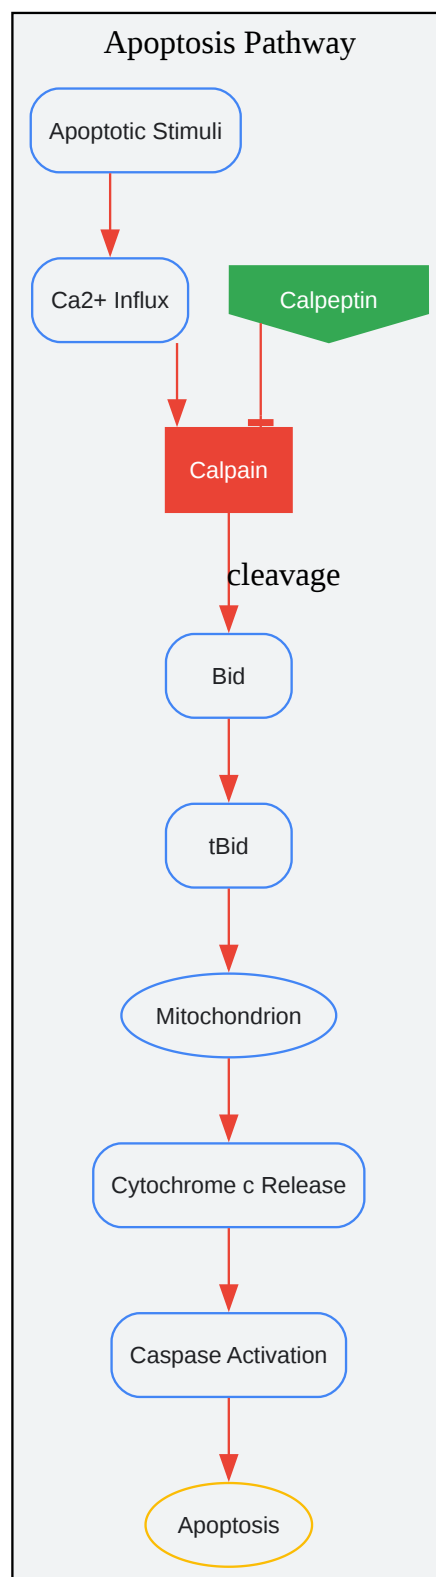 Apoptosis Pathway
Apoptotic Stimuli
Ca2+ Influx
Calpeptin
Calpain
cleavage
Bid
tBid
Mitochondrion
Cytochrome c Release
Caspase Activation
Apoptosis